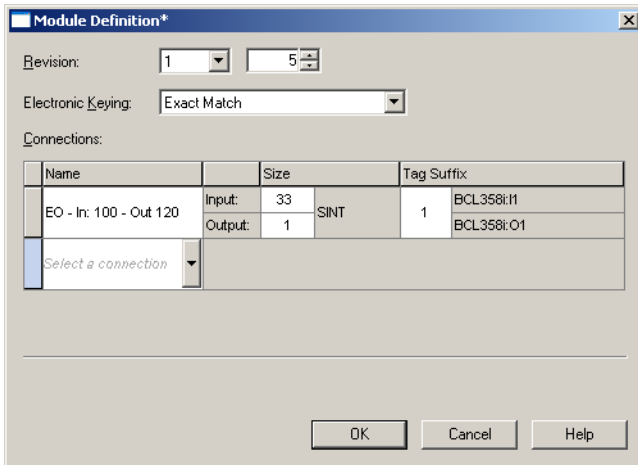 Module Definition*
Revision: 1 5
Electronic Keying: Exact Match
Connections:
Name Size Tag Suffix
EO - In: 100 - Out 120 Input: 33 SINT 1 BCL358i:I1
Output: 1 BCL358i:O1
Select a connection
OK Cancel Help